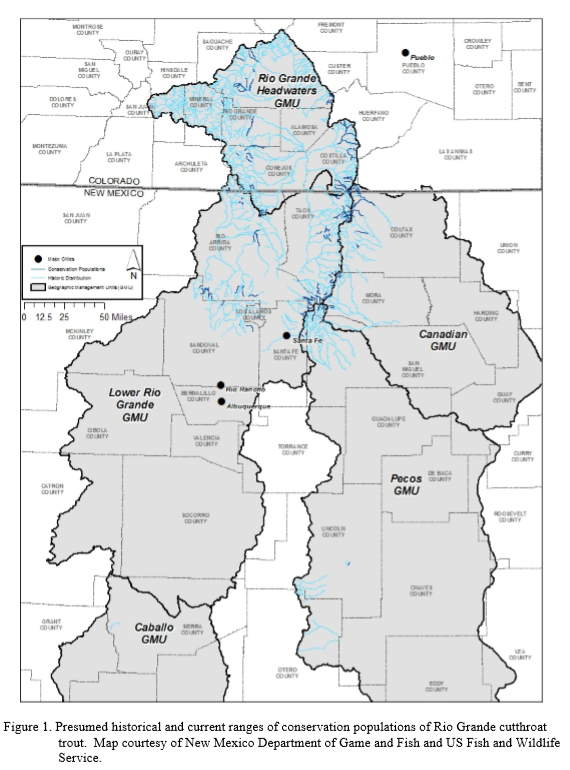 MONTROSE
COUNTY
FREMONT
COUNTY
SAGUACHE
COUNTY
CROWLEY
COUNTY
OURAY
COUNTY
SAN
MIGUEL
COUNTY
HINSDALE
COUNTY
CUSTER
COUNTY
Pueblo
PUEBLO
COUNTY
OTERO
COUNTY
BENT
COUNTY
Rio Grande
Headwaters
GMU
DOLORES
COUNTY
SAN JUAN
COUNTY
MINERAL
COUNTY
RIO GRANDE
COUNTY
HUERFANO
COUNTY
ALAMOSA
COUNTY
MONTEZUMA
COUNTY
LA PLATA
COUNTY
ARCHULETA
COUNTY
CONEJOS
COUNTY
COSTILLA
COUNTY
LAS ANIMAS
COUNTY
COLORADO
NEW MEXICO
SAN JUAN
COUNTY
TAOS
COUNTY
RIO
ARRIBA
COUNTY
COLFAX
COUNTY
UNION
COUNTY
Major Cities
Conservation Populations
Historic Distribution
Geographic Management Units (GMU)
N
0 12.5 25 50 Miles
MORA
COUNTY
HARDING
COUNTY
LOS ALAMOS
COUNTY
MCKINLEY
COUNTY
SANDOVAL
COUNTY
Santa Fe
SANTA FE
COUNTY
Canadian
GMU
SAN
MIGUEL
COUNTY
Rio Rancho
BERNALILLO
COUNTY
Albuquerque
Lower Rio
Grande
GMU
QUAY
COUNTY
GUADALUPE
COUNTY
CIBOLA
COUNTY
VALENCIA
COUNTY
TORRANCE
COUNTY
CURRY
COUNTY
CATRON
COUNTY
Pecos
GMU
DE BACA
COUNTY
ROOSEVELT
COUNTY
SOCORRO
COUNTY
LINCOLN
COUNTY
CHAVES
COUNTY
GRANT
COUNTY
Caballo
GMU
SIERRA
COUNTY
LEA
COUNTY
OTERO
COUNTY
EDDY
COUNTY
Figure 1. Presumed historical and current ranges of conservation populations of Rio Grande cutthroat
trout. Map courtesy of New Mexico Department of Game and Fish and US Fish and Wildlife
Service.